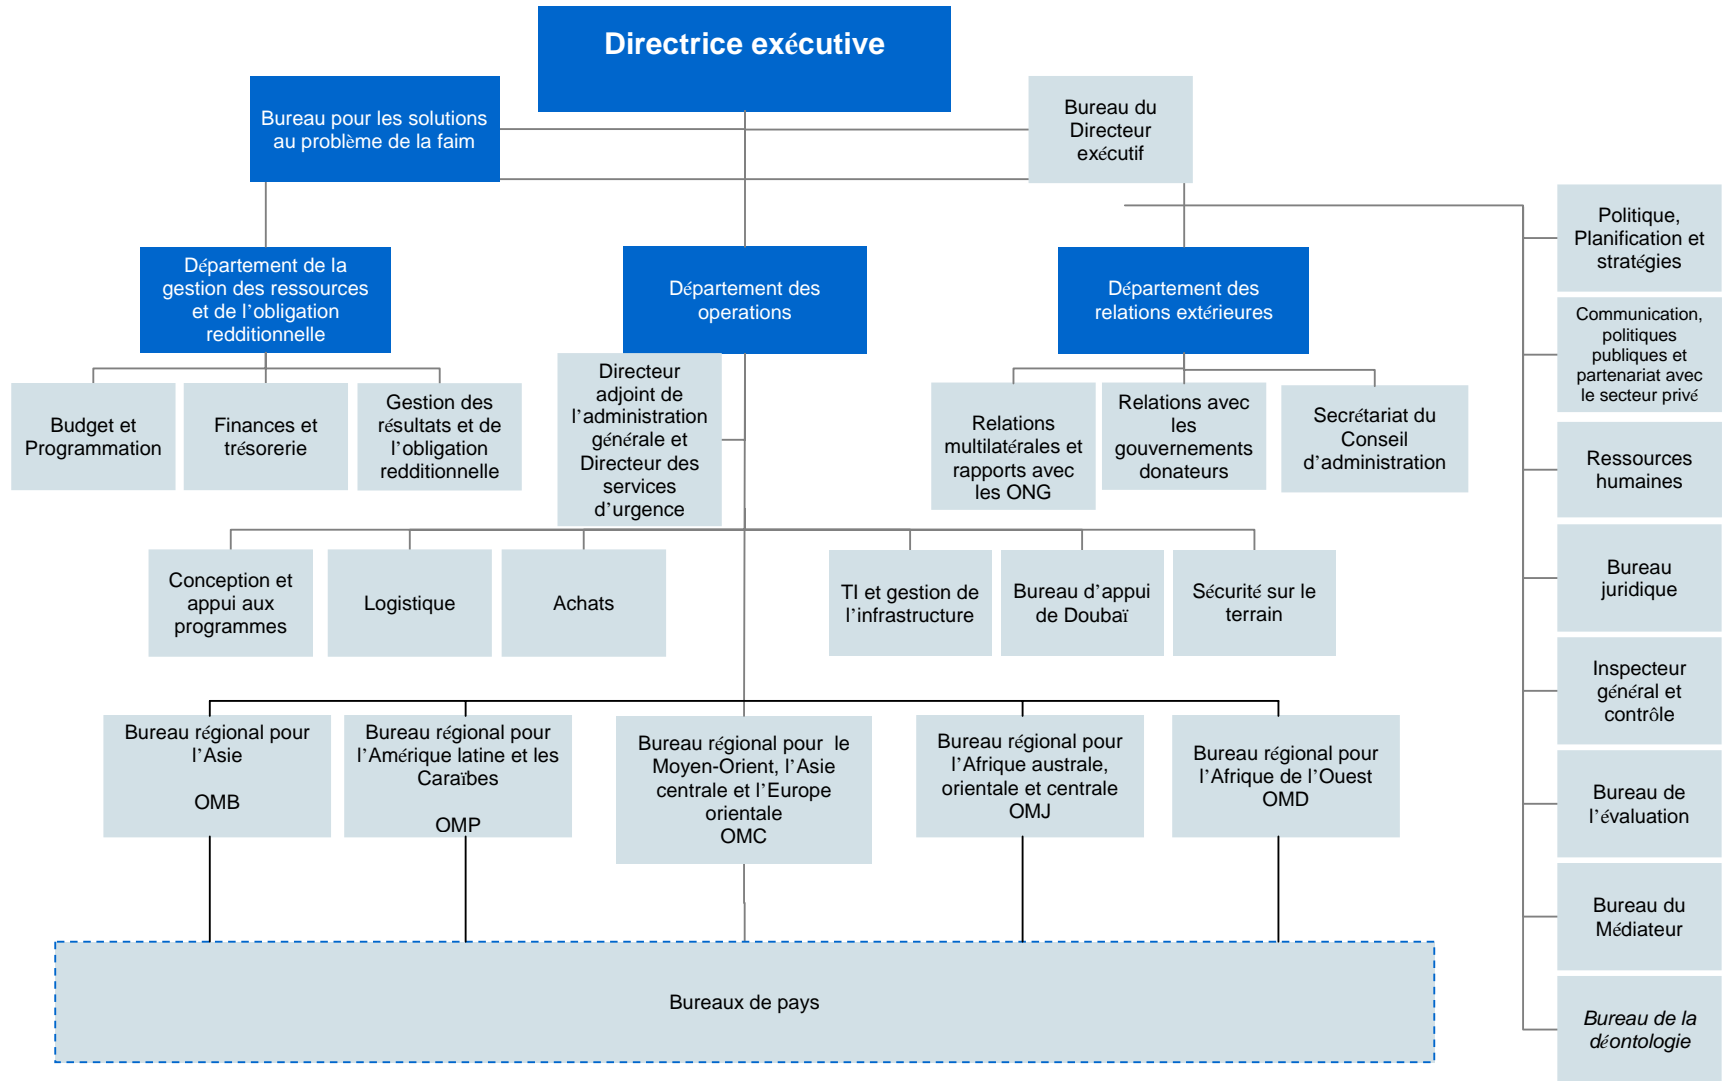 Directrice exécutive
Bureau pour les solutions
au problème de la faim
Bureau du
Directeur
exécutif
Département de la
gestion des ressources
et de l’obligation
redditionnelle
Département des
operations
Département des
relations extérieures
Budget et
Programmation
Finances et
trésorerie
Gestion des
résultats et de
l’obligation
redditionnelle
Directeur
adjoint de
l’administration
générale et
Directeur des
services
d’urgence
Relations
multilatérales et
rapports avec
les ONG
Relations avec
les
gouvernements
donateurs
Secrétariat du
Conseil
d’administration
Conception et
appui aux
programmes
Logistique
Achats
TI et gestion de
l’infrastructure
Bureau d’appui
de Doubaï
Sécurité sur le
terrain
Bureau régional pour
l’Asie
OMB
Bureau régional pour
l’Amérique latine et les
Caraïbes
OMP
Bureau régional pour le
Moyen-Orient, l’Asie
centrale et l’Europe
orientale
OMC
Bureau régional pour
l’Afrique australe,
orientale et centrale
OMJ
Bureau régional pour
l’Afrique de l’Ouest
OMD
Bureaux de pays
Politique,
Planification et
stratégies
Communication,
politiques
publiques et
partenariat avec
le secteur privé
Ressources
humaines
Bureau
juridique
Inspecteur
général et
contrôle
Bureau de
l’évaluation
Bureau du
Médiateur
Bureau de la
déontologie